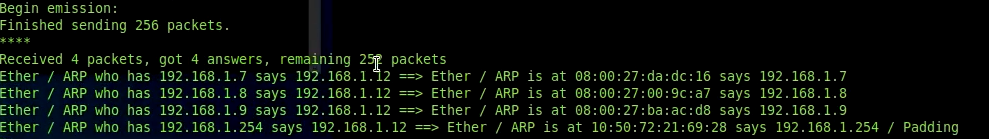 Begin emission:
Finished sending 256 packets.
****
Received 4 packets, got 4 answers, remaining 252 packets
Ether / ARP who has 192.168.1.7 says 192.168.1.12 ==> Ether / ARP is at 08:00:27:da:dc:16 says 192.168.1.7
Ether / ARP who has 192.168.1.8 says 192.168.1.12 ==> Ether / ARP is at 08:00:27:00:9c:a7 says 192.168.1.8
Ether / ARP who has 192.168.1.9 says 192.168.1.12 ==> Ether / ARP is at 08:00:27:ba:ac:d8 says 192.168.1.9
Ether / ARP who has 192.168.1.254 says 192.168.1.12 ==> Ether / ARP is at 10:50:72:21:69:28 says 192.168.1.254 / Padding